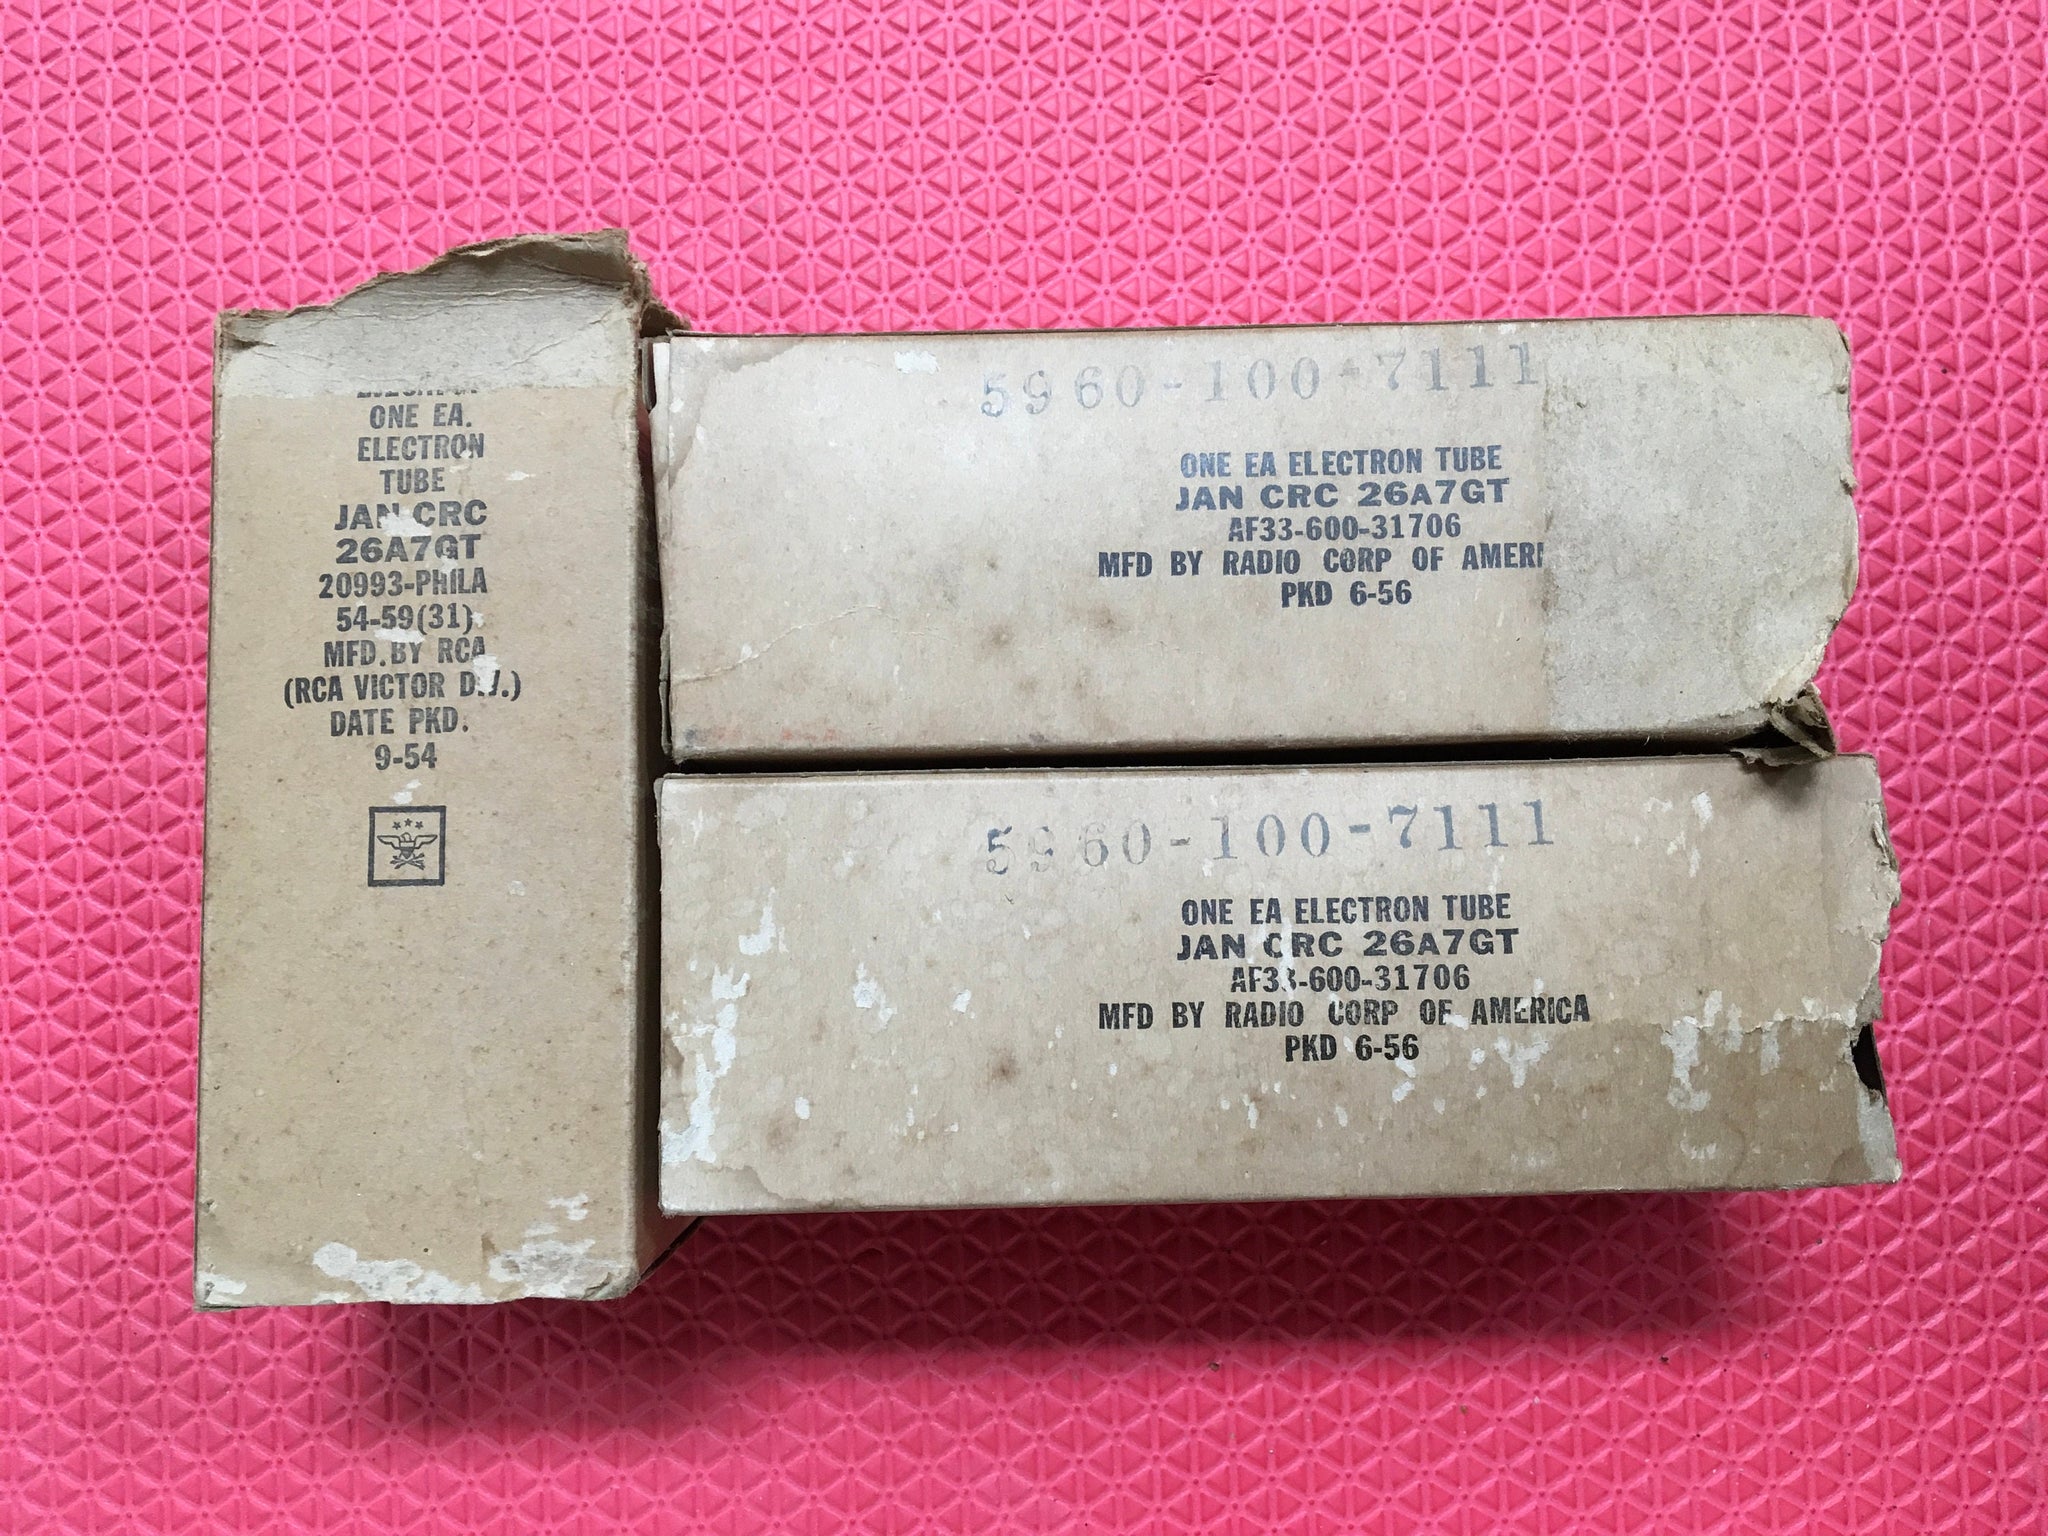 ONE EA.
ELECTRON
TUBE
JAN CRC
26A7GT
20993-PHILA
54-59(31)
MFD. BY RCA
(RCA VICTOR DIV.)
DATE PKD.
9-54
5960-100-7111
ONE EA ELECTRON TUBE
JAN CRC 26A7GT
AF33-600-31706
MFD BY RADIO CORP OF AMERI
PKD 6-56
5960-100-7111
ONE EA ELECTRON TUBE
JAN CRC 26A7GT
AF33-600-31706
MFD BY RADIO CORP OF AMERICA
PKD 6-56